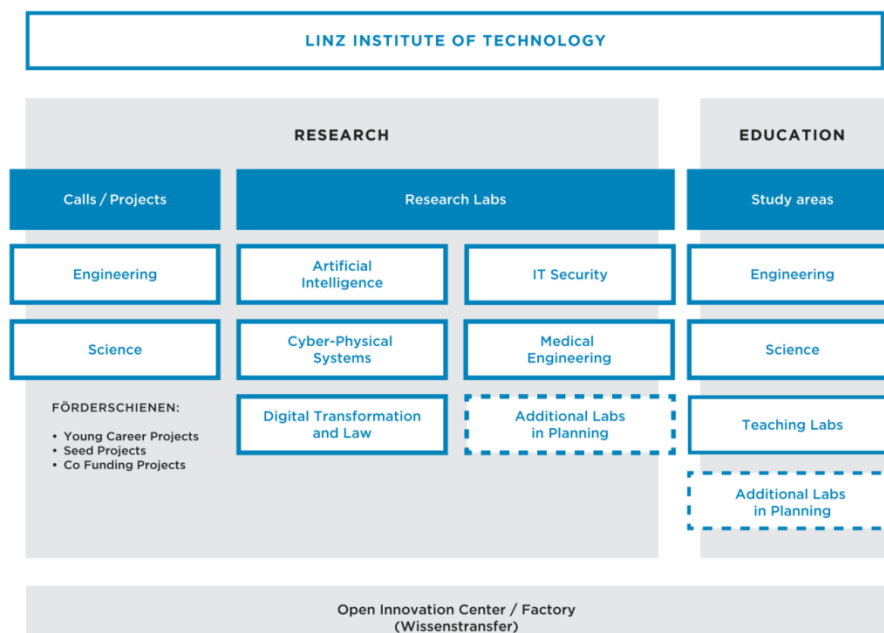 LINZ INSTITUTE OF TECHNOLOGY
RESEARCH
Calls / Projects
Engineering
Science
FÖRDERSCHIENEN:
• Young Career Projects
• Seed Projects
• Co Funding Projects
Research Labs
Artificial
Intelligence
IT Security
Cyber-Physical
Systems
Medical
Engineering
Digital Transformation
and Law
Additional Labs
in Planning
EDUCATION
Study areas
Engineering
Science
Teaching Labs
Additional Labs
in Planning
Open Innovation Center / Factory
(Wissenstransfer)